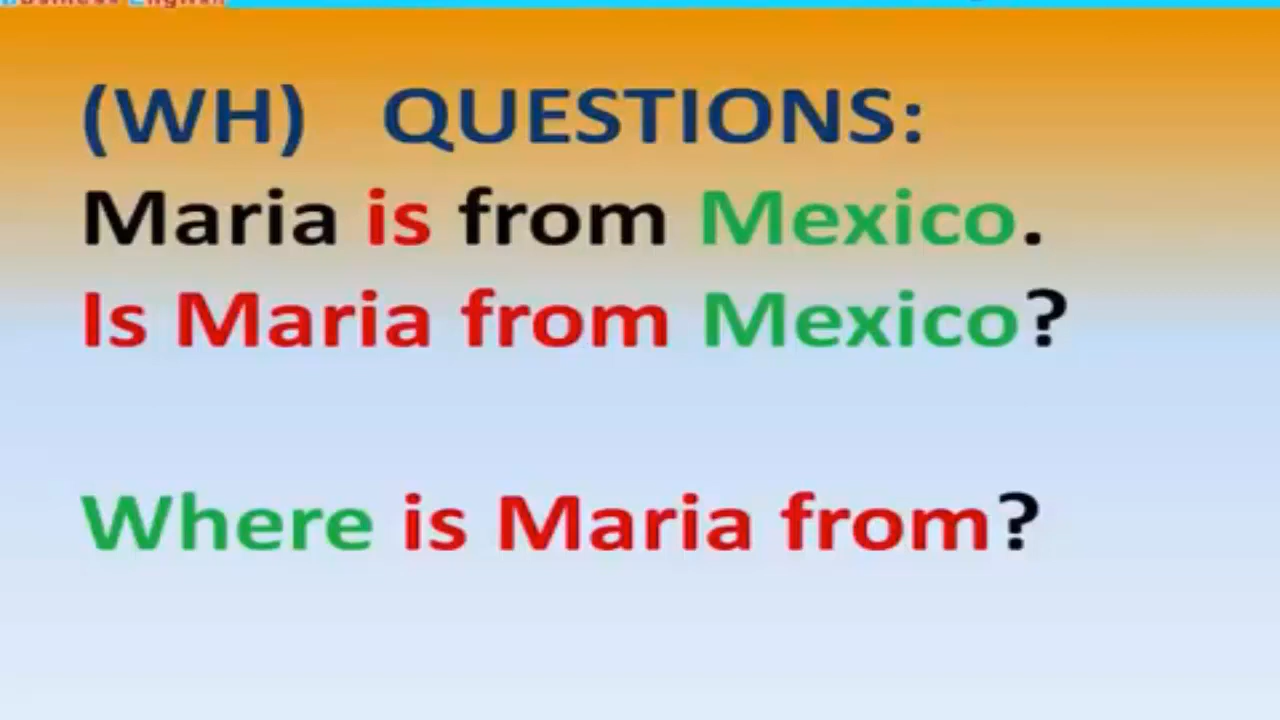 (WH) QUESTIONS:
Maria is from Mexico.
Is Maria from Mexico?
Where is Maria from?